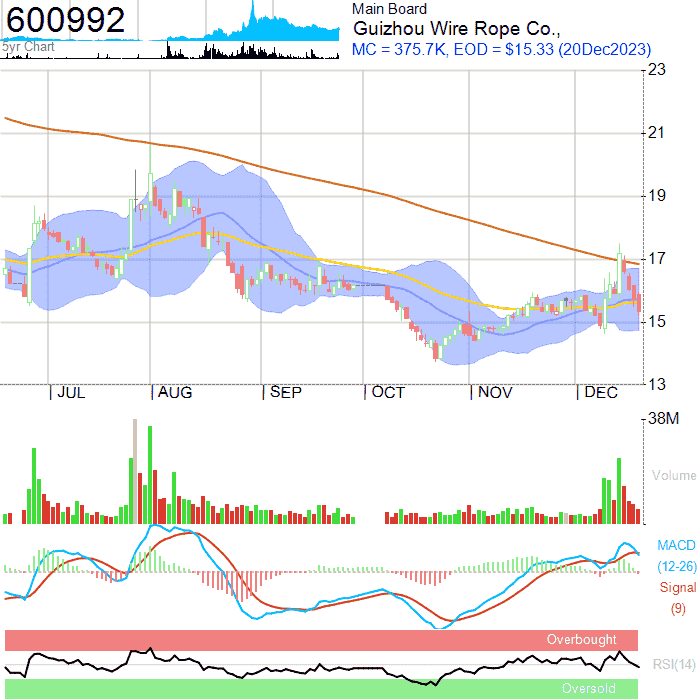 600992
5yr Chart
Main Board
Guizhou Wire Rope Co.,
MC = 375.7K, EOD = $15.33 (20Dec2023)
23
21
19
17
15
13
JUL
AUG
SEP
OCT
NOV
DEC
38M
Volume
MACD
(12-26)
Signal
(9)
Overbought
RSI(14)
Oversold